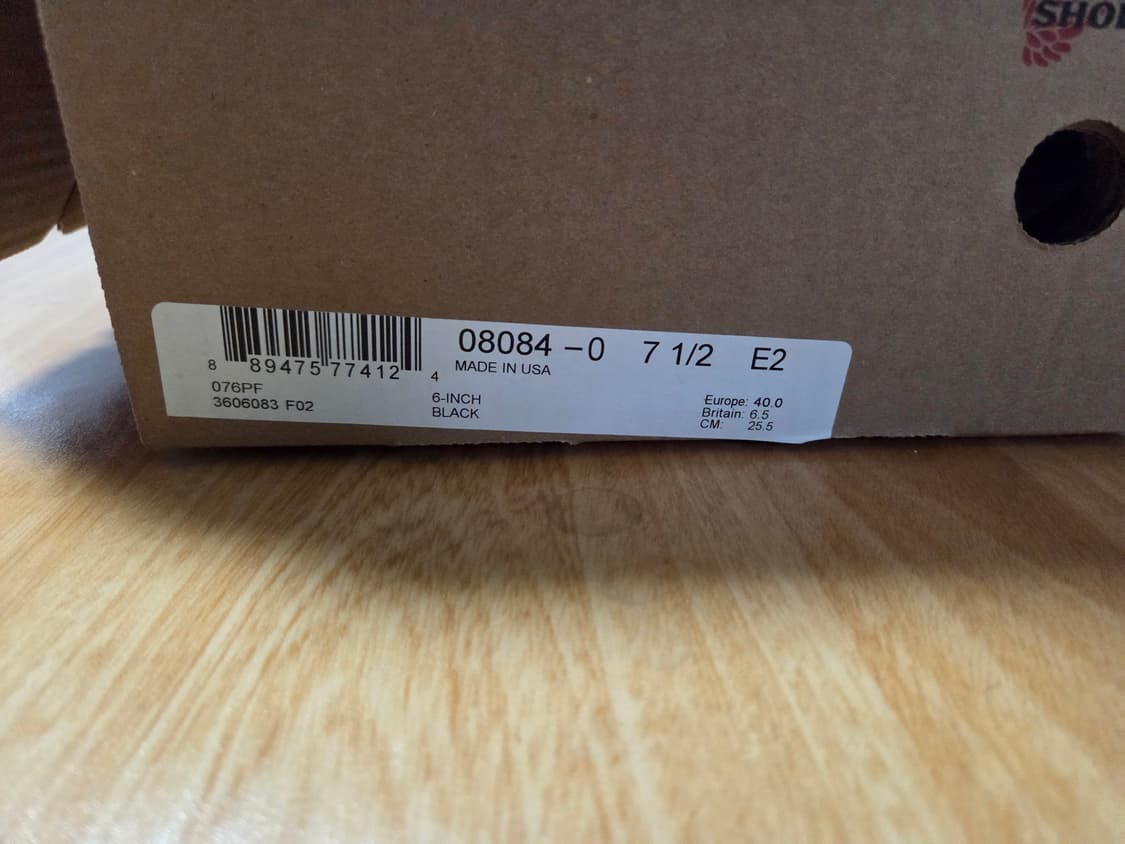 08084 – 0 7 1/2 E2
8 89475 77412 4
MADE IN USA
076PF
3606083 F02
6-INCH
BLACK
Europe: 40.0
Britain: 6.5
CM: 25.5